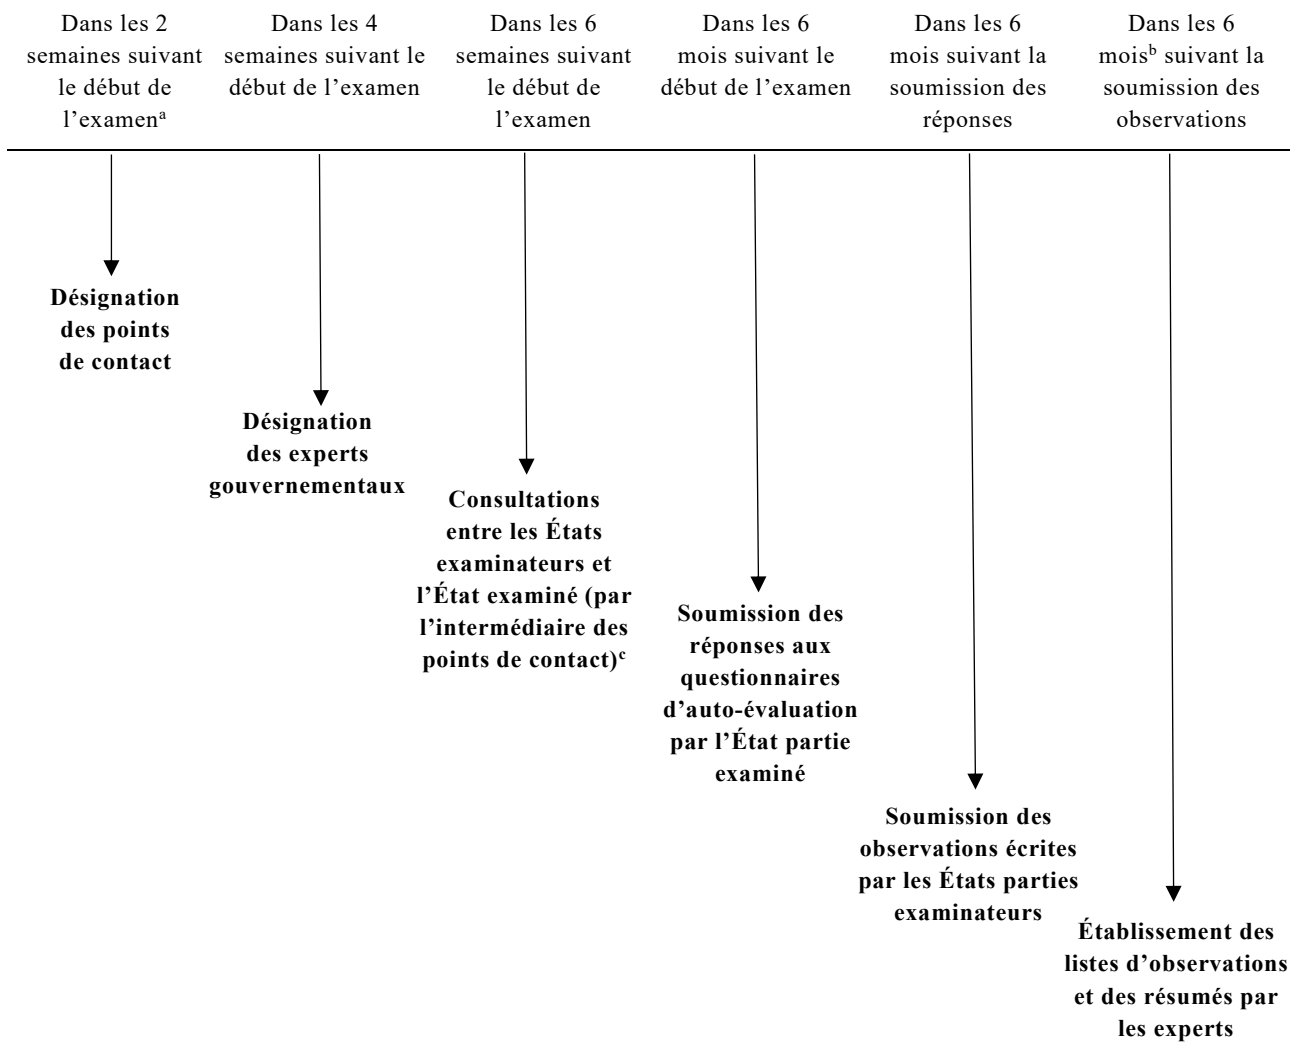 Dans les 2
semaines suivant
le début de
l’examenᵃ
Dans les 4
semaines suivant le
début de l’examen
Dans les 6
semaines suivant
le début de
l’examen
Dans les 6
mois suivant le
début de l’examen
Dans les 6
mois suivant la
soumission des
réponses
Dans les 6
moisᵇ suivant la
soumission des
observations
Désignation
des points
de contact
Désignation
des experts
gouvernementaux
Consultations
entre les États
examinateurs et
l’État examiné (par
l’intermédiaire des
points de contact)ᶜ
Soumission des
réponses aux
questionnaires
d’auto-évaluation
par l’État partie
examiné
Soumission des
observations écrites
par les États parties
examinateurs
Établissement des
listes d’observations
et des résumés par
les experts